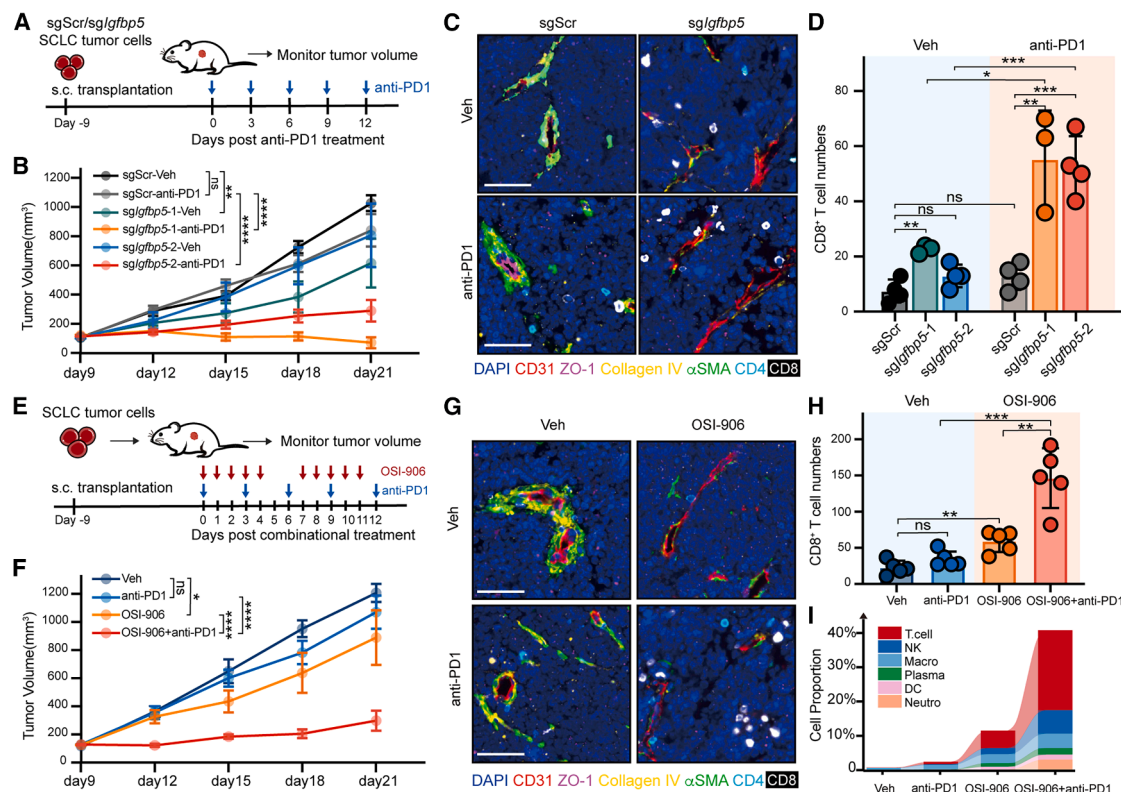 A
sgScr/sgIgfbp5
SCLC tumor cells
Monitor tumor volume
s.c. transplantation
anti-PD1
Day -9
0 3 6 9 12
Days post anti-PD1 treatment
B
Tumor Volume(mm³)
1200
1000
800
600
400
200
0
sgScr-Veh
sgScr-anti-PD1
sgIgfbp5-1-Veh
sgIgfbp5-1-anti-PD1
sgIgfbp5-2-Veh
sgIgfbp5-2-anti-PD1
ns
**
****
****
day9 day12 day15 day18 day21
C
sgScr sgIgfbp5
Veh
anti-PD1
DAPI CD31 ZO-1 Collagen IV αSMA CD4 CD8
D
Veh anti-PD1
CD8⁺ T cell numbers
80
60
40
20
0
***
*
***
**
ns
ns
**
sgScr sgIgfbp5-1 sgIgfbp5-2 sgScr sgIgfbp5-1 sgIgfbp5-2
E
SCLC tumor cells
Monitor tumor volume
OSI-906
s.c. transplantation
anti-PD1
Day -9
0 1 2 3 4 5 6 7 8 9 10 11 12
Days post combinational treatment
F
Tumor Volume(mm³)
1200
1000
800
600
400
200
0
Veh
anti-PD1
OSI-906
OSI-906+anti-PD1
ns
*
****
****
day9 day12 day15 day18 day21
G
Veh OSI-906
Veh
anti-PD1
DAPI CD31 ZO-1 Collagen IV αSMA CD4 CD8
H
Veh OSI-906
CD8⁺ T cell numbers
200
150
100
50
0
***
**
**
ns
Veh anti-PD1 OSI-906 OSI-906+anti-PD1
I
Cell Proportion
40%
30%
20%
10%
0
T.cell
NK
Macro
Plasma
DC
Neutro
Veh anti-PD1 OSI-906 OSI-906+anti-PD1